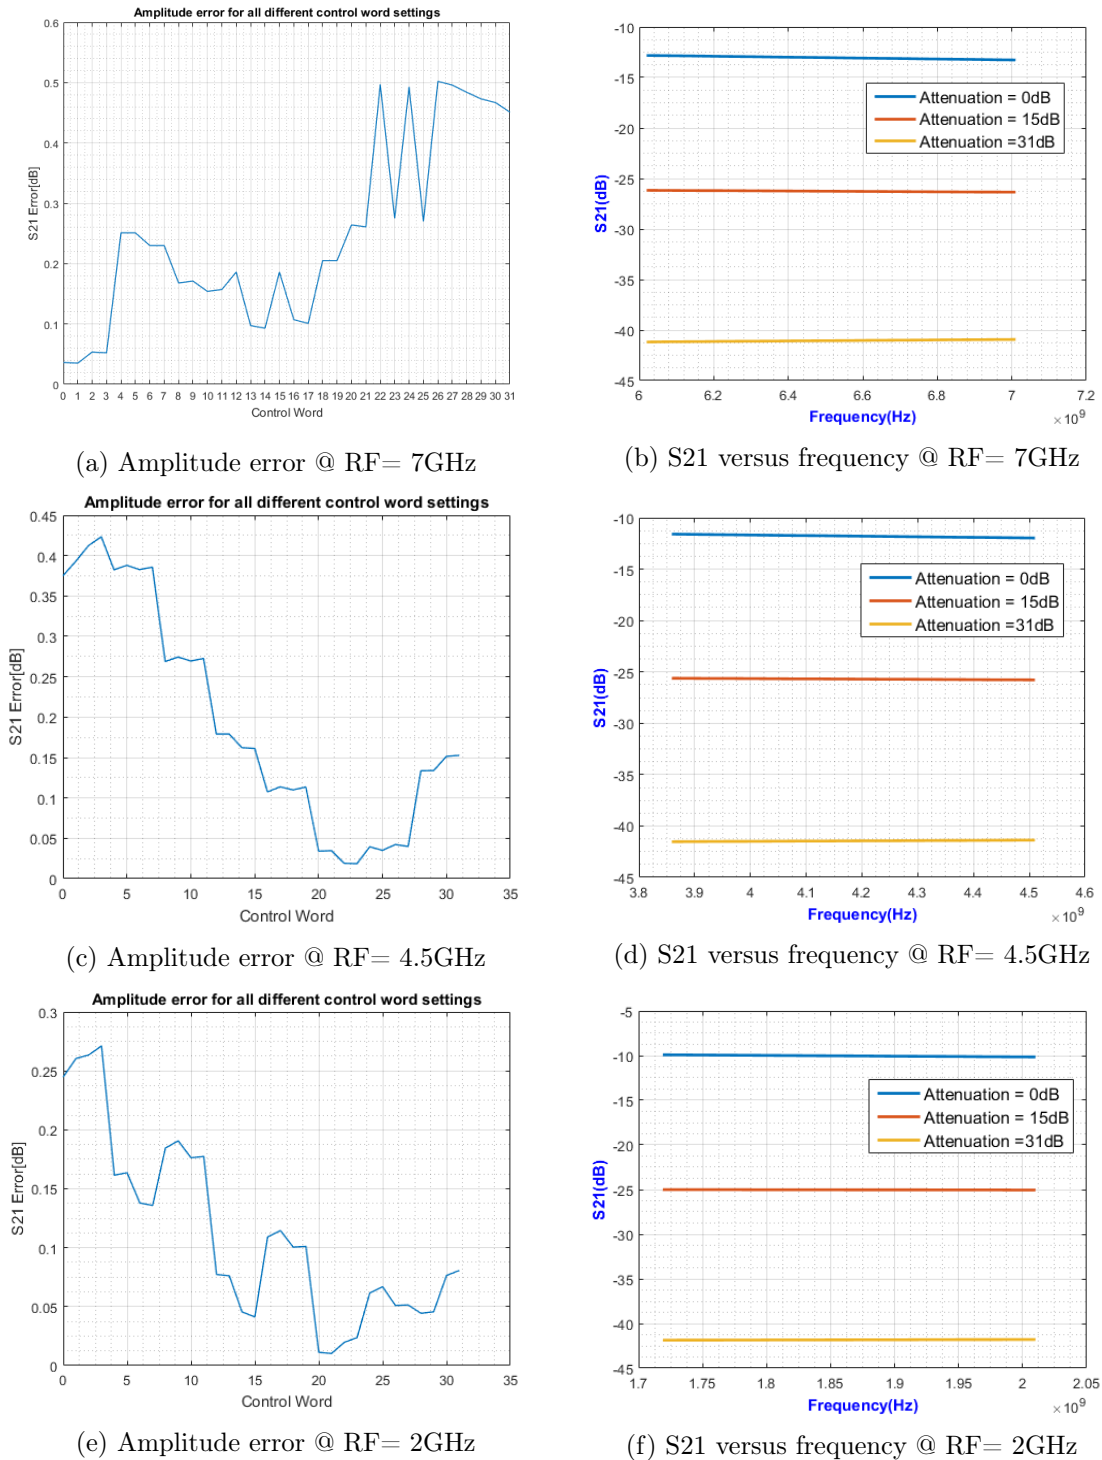 Amplitude error for all different control word settings
0.6
0.5
0.4
0.3
0.2
0.1
0
S21 Error[dB]
0 1 2 3 4 5 6 7 8 9 10 11 12 13 14 15 16 17 18 19 20 21 22 23 24 25 26 27 28 29 30 31
Control Word
(a) Amplitude error @ RF= 7GHz
-10
-15
-20
-25
-30
-35
-40
-45
S21(dB)
Attenuation = 0dB
Attenuation = 15dB
Attenuation =31dB
6 6.2 6.4 6.6 6.8 7 7.2
Frequency(Hz)
×10⁹
(b) S21 versus frequency @ RF= 7GHz
Amplitude error for all different control word settings
0.45
0.4
0.35
0.3
0.25
0.2
0.15
0.1
0.05
0
S21 Error[dB]
0 5 10 15 20 25 30 35
Control Word
(c) Amplitude error @ RF= 4.5GHz
-10
-15
-20
-25
-30
-35
-40
-45
S21(dB)
Attenuation = 0dB
Attenuation = 15dB
Attenuation =31dB
3.8 3.9 4 4.1 4.2 4.3 4.4 4.5 4.6
Frequency(Hz)
×10⁹
(d) S21 versus frequency @ RF= 4.5GHz
Amplitude error for all different control word settings
0.3
0.25
0.2
0.15
0.1
0.05
0
S21 Error[dB]
0 5 10 15 20 25 30 35
Control Word
(e) Amplitude error @ RF= 2GHz
-5
-10
-15
-20
-25
-30
-35
-40
-45
S21(dB)
Attenuation = 0dB
Attenuation = 15dB
Attenuation =31dB
1.7 1.75 1.8 1.85 1.9 1.95 2 2.05
Frequency(Hz)
×10⁹
(f) S21 versus frequency @ RF= 2GHz